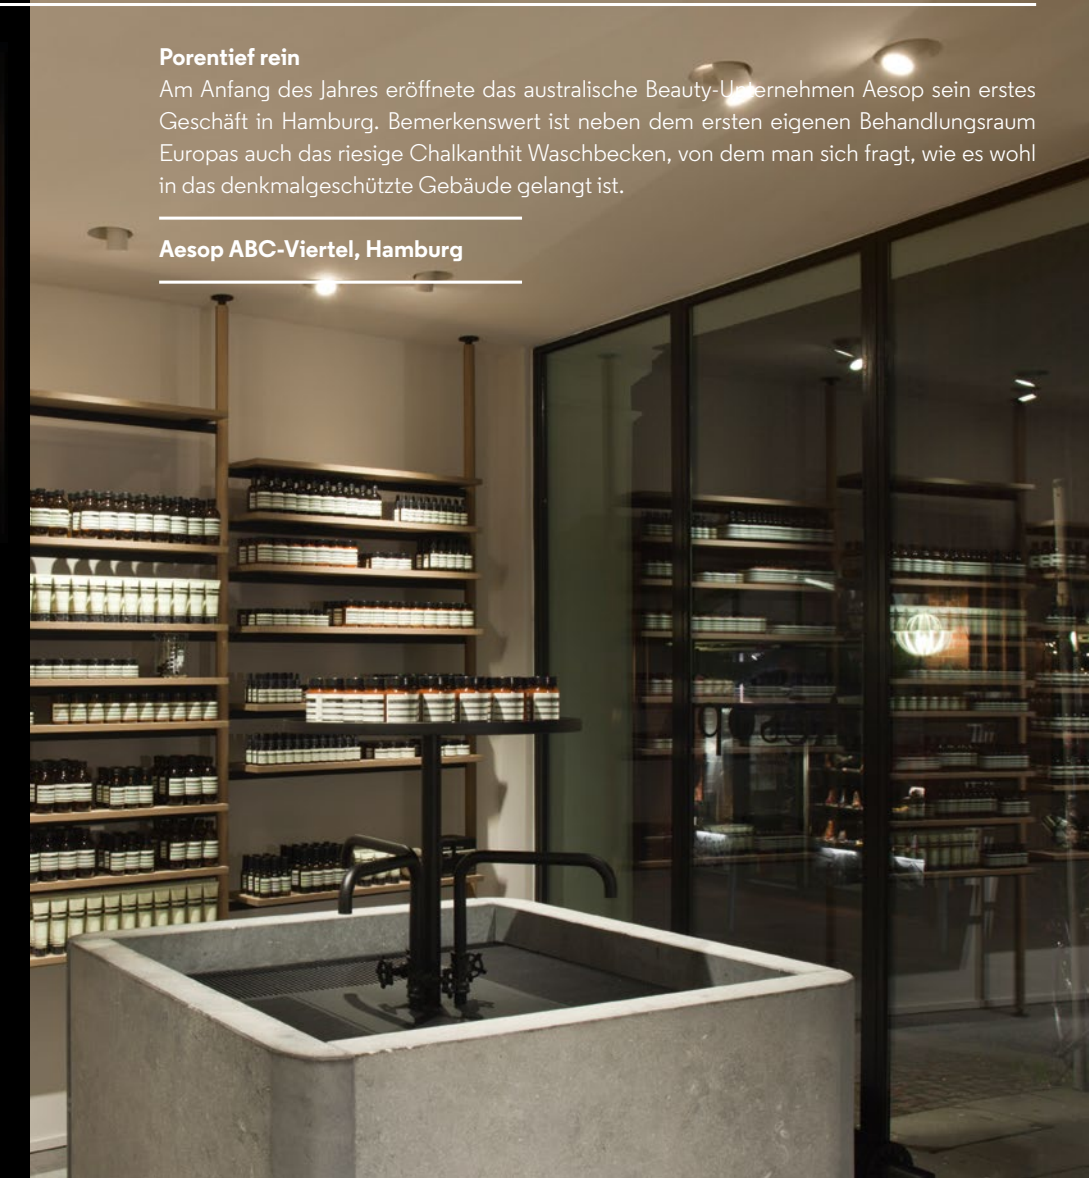 Porentief rein
Am Anfang des Jahres eröffnete das australische Beauty-Unternehmen Aesop sein erstes
Geschäft in Hamburg. Bemerkenswert ist neben dem ersten eigenen Behandlungsraum
Europas auch das riesige Chalkanthit Waschbecken, von dem man sich fragt, wie es wohl
in das denkmalgeschützte Gebäude gelangt ist.
Aesop ABC-Viertel, Hamburg